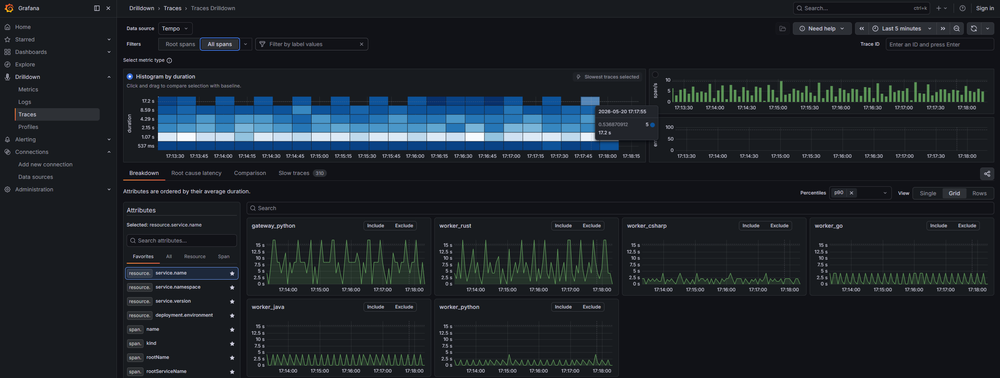 Grafana
Drilldown › Traces › Traces Drilldown
Search... ctrl+k
Sign in
Home
Starred
Dashboards
Explore
Drilldown
Metrics
Logs
Traces
Profiles
Alerting
Connections
Add new connection
Data sources
Administration
Data source Tempo
Need help
Last 5 minutes
Filters Root spans All spans Filter by label values
Trace ID Enter an ID and press Enter
Select metric type
Histogram by duration
Slowest traces selected
Click and drag to compare selection with baseline.
duration
17.2 s
8.59 s
4.29 s
2.15 s
1.07 s
537 ms
17:13:30 17:13:45 17:14:00 17:14:15 17:14:30 17:14:45 17:15:00 17:15:15 17:15:30 17:15:45 17:16:00 17:16:15 17:16:30 17:16:45 17:17:00 17:17:15 17:17:30 17:17:45 17:18:00 17:18:15
2026-05-20 17:17:55
0.536870912 5
17.2 s
span/s
10
5
0
17:13:30 17:14:00 17:14:30 17:15:00 17:15:30 17:16:00 17:16:30 17:17:00 17:17:30 17:18:00
err
100
50
0
17:13:30 17:14:00 17:14:30 17:15:00 17:15:30 17:16:00 17:16:30 17:17:00 17:17:30 17:18:00
Breakdown Root cause latency Comparison Slow traces 310
Attributes are ordered by their average duration.
Percentiles p90 View Single Grid Rows
Attributes
Selected: resource.service.name
Search attributes...
Favorites All Resource Span
resource. service.name
resource. service.namespace
resource. service.version
resource. deployment.environment
span. name
span. kind
span. rootName
span. rootServiceName
Search
gateway_python Include Exclude
15 s
12.5 s
10 s
7.5 s
5 s
2.5 s
0 s
17:14:00 17:15:00 17:16:00 17:17:00 17:18:00
worker_rust Include Exclude
15 s
12.5 s
10 s
7.5 s
5 s
2.5 s
0 s
17:14:00 17:15:00 17:16:00 17:17:00 17:18:00
worker_csharp Include Exclude
15 s
12.5 s
10 s
7.5 s
5 s
2.5 s
0 s
17:14:00 17:15:00 17:16:00 17:17:00 17:18:00
worker_go Include Exclude
15 s
12.5 s
10 s
7.5 s
5 s
2.5 s
0 s
17:14:00 17:15:00 17:16:00 17:17:00 17:18:00
worker_java Include Exclude
15 s
12.5 s
10 s
7.5 s
5 s
2.5 s
0 s
17:14:00 17:15:00 17:16:00 17:17:00 17:18:00
worker_python Include Exclude
15 s
12.5 s
10 s
7.5 s
5 s
2.5 s
0 s
17:14:00 17:15:00 17:16:00 17:17:00 17:18:00